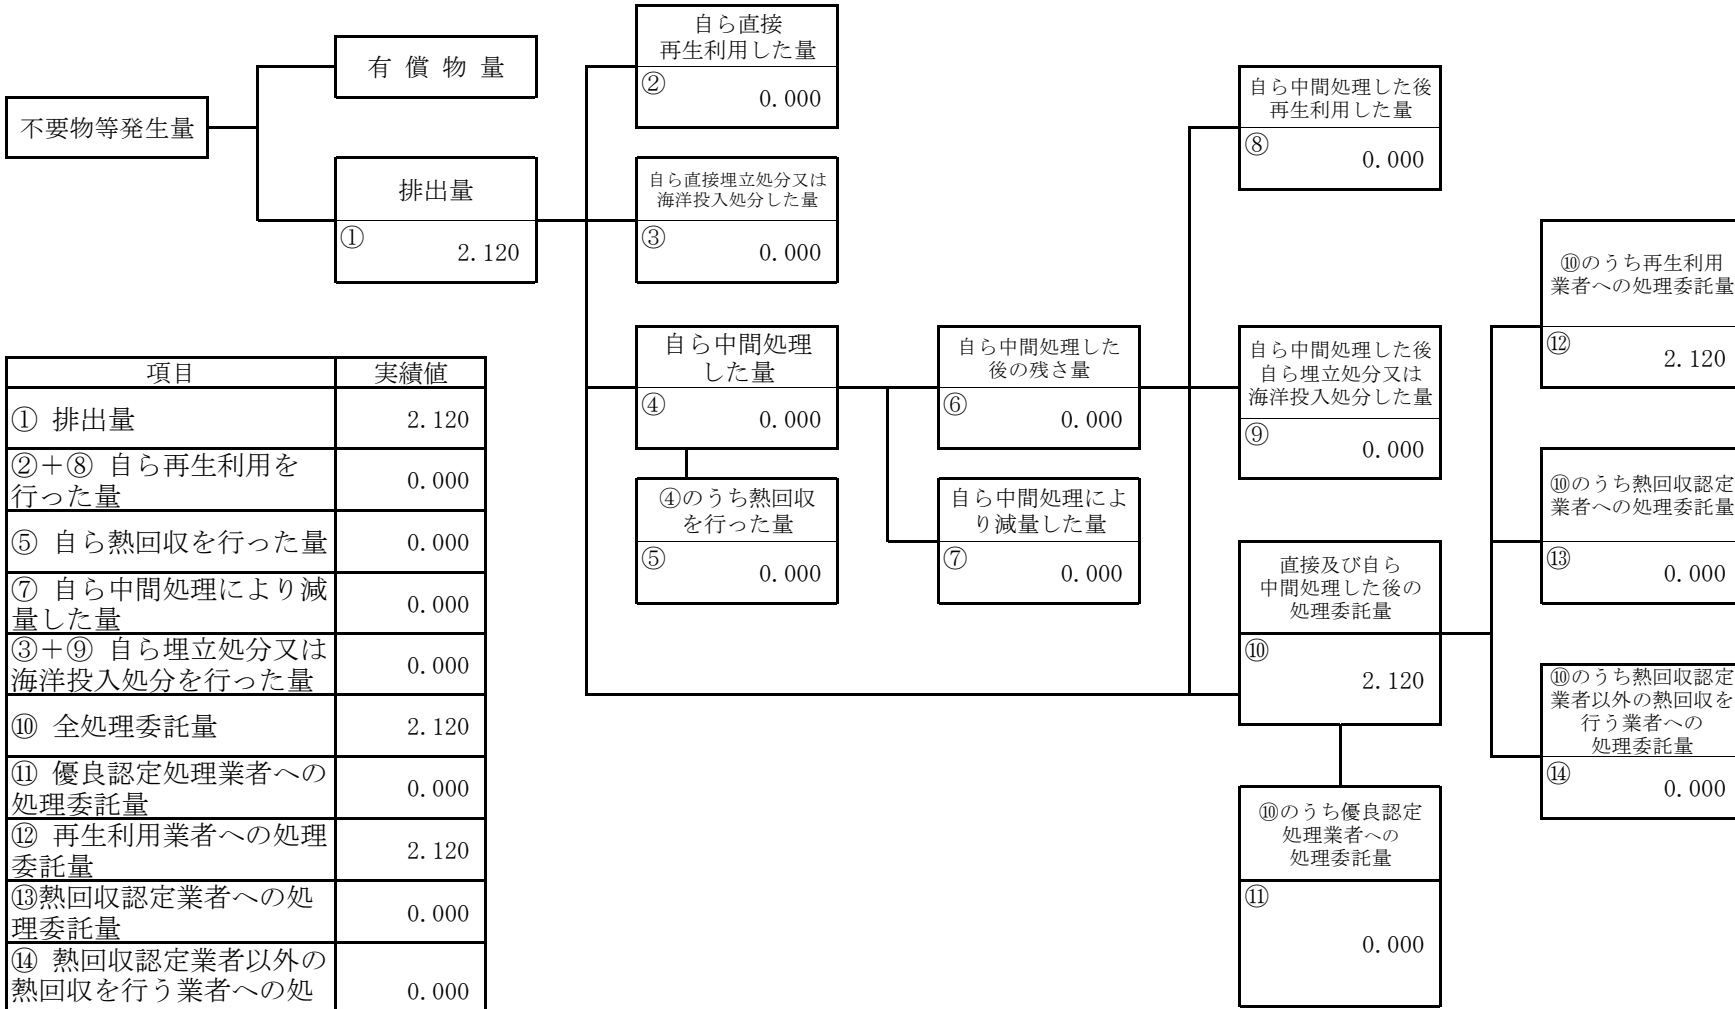 不要物等発生量
有 償 物 量
排出量
①
2.120
自ら直接
再生利用した量
②
0.000
自ら直接埋立処分又は
海洋投入処分した量
③
0.000
自ら中間処理
した量
④
0.000
④のうち熱回収
を行った量
⑤
0.000
自ら中間処理した
後の残さ量
⑥
0.000
自ら中間処理によ
り減量した量
⑦
0.000
自ら中間処理した後
再生利用した量
⑧
0.000
自ら中間処理した後
自ら埋立処分又は
海洋投入処分した量
⑨
0.000
直接及び自ら
中間処理した後の
処理委託量
⑩
2.120
⑩のうち優良認定
処理業者への
処理委託量
⑪
0.000
⑩のうち再生利用
業者への処理委託量
⑫
2.120
⑩のうち熱回収認定
業者への処理委託量
⑬
0.000
⑩のうち熱回収認定
業者以外の熱回収を
行う業者への
処理委託量
⑭
0.000
項目 実績値
① 排出量 2.120
②＋⑧ 自ら再生利用を
行った量 0.000
⑤ 自ら熱回収を行った量 0.000
⑦ 自ら中間処理により減
量した量 0.000
③＋⑨ 自ら埋立処分又は
海洋投入処分を行った量 0.000
⑩ 全処理委託量 2.120
⑪ 優良認定処理業者への
処理委託量 0.000
⑫ 再生利用業者への処理
委託量 2.120
⑬熱回収認定業者への処
理委託量 0.000
⑭ 熱回収認定業者以外の
熱回収を行う業者への処 0.000